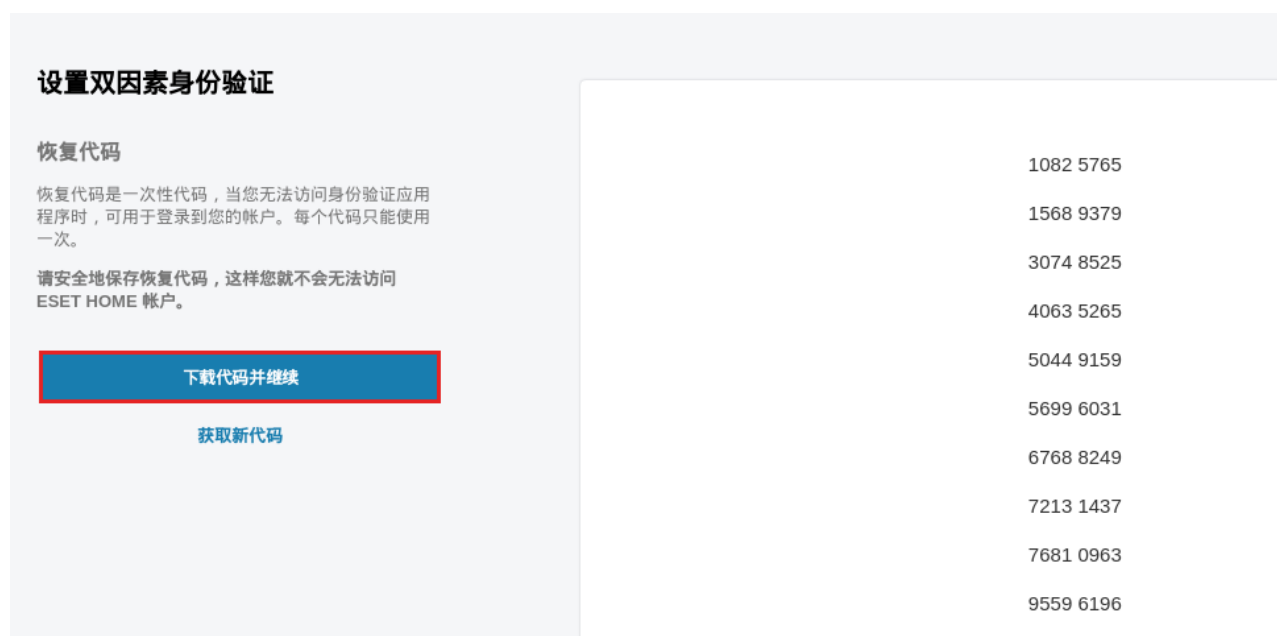 设置双因素身份验证
恢复代码
恢复代码是一次性代码，当您无法访问身份验证应用
程序时，可用于登录到您的帐户。每个代码只能使用
一次。
请安全地保存恢复代码，这样您就不会无法访问
ESET HOME 帐户。
下载代码并继续
获取新代码
1082 5765
1568 9379
3074 8525
4063 5265
5044 9159
5699 6031
6768 8249
7213 1437
7681 0963
9559 6196